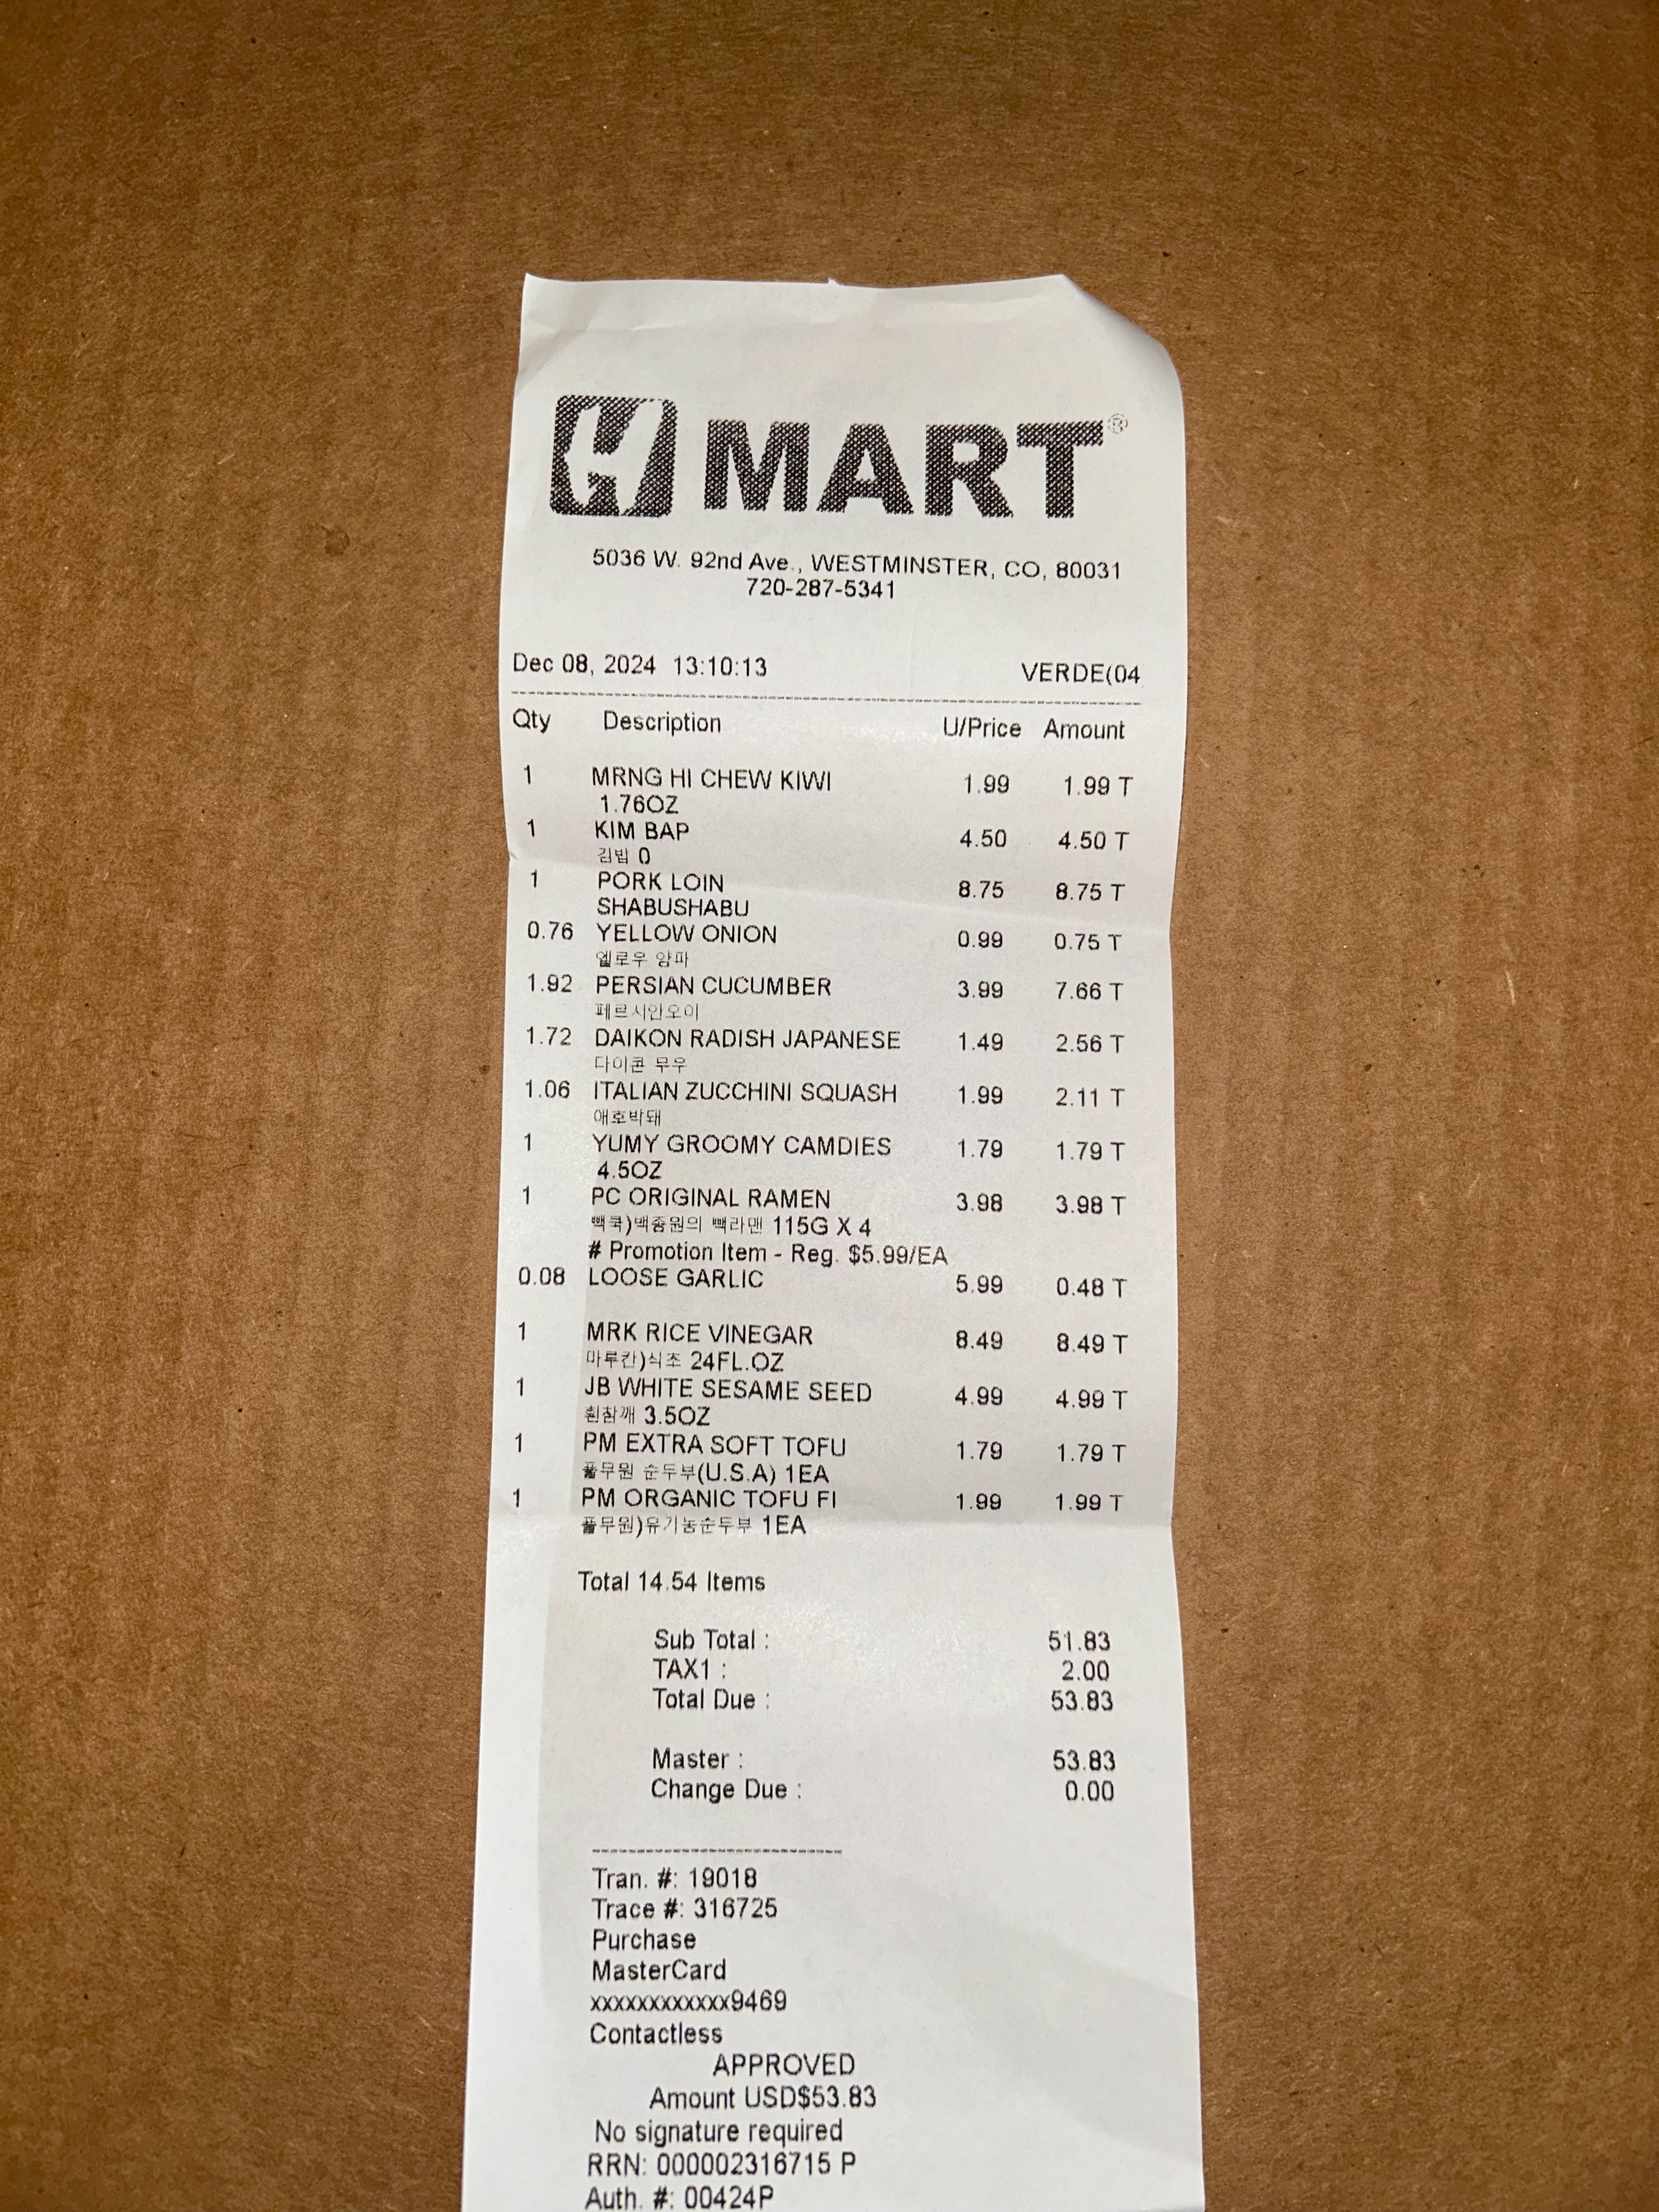 H MART®
5036 W. 92nd Ave., WESTMINSTER, CO, 80031
720-287-5341
Dec 08, 2024 13:10:13 VERDE(04
Qty Description U/Price Amount
1 MRNG HI CHEW KIWI 1.99 1.99 T
1.76OZ
1 KIM BAP 4.50 4.50 T
김밥 0
1 PORK LOIN 8.75 8.75 T
SHABUSHABU
0.76 YELLOW ONION 0.99 0.75 T
옐로우 양파
1.92 PERSIAN CUCUMBER 3.99 7.66 T
페르시안오이
1.72 DAIKON RADISH JAPANESE 1.49 2.56 T
다이콘 무우
1.06 ITALIAN ZUCCHINI SQUASH 1.99 2.11 T
애호박돼
1 YUMY GROOMY CAMDIES 1.79 1.79 T
4.5OZ
1 PC ORIGINAL RAMEN 3.98 3.98 T
빽쿡)백종원의 빽라면 115G X 4
# Promotion Item - Reg. $5.99/EA
0.08 LOOSE GARLIC 5.99 0.48 T
1 MRK RICE VINEGAR 8.49 8.49 T
마루칸)식초 24FL.OZ
1 JB WHITE SESAME SEED 4.99 4.99 T
흰참깨 3.5OZ
1 PM EXTRA SOFT TOFU 1.79 1.79 T
풀무원 순두부(U.S.A) 1EA
1 PM ORGANIC TOFU FI 1.99 1.99 T
풀무원)유기농순두부 1EA
Total 14.54 Items
Sub Total : 51.83
TAX1 : 2.00
Total Due : 53.83
Master : 53.83
Change Due : 0.00
Tran. #: 19018
Trace #: 316725
Purchase
MasterCard
xxxxxxxxxxxx9469
Contactless
APPROVED
Amount USD$53.83
No signature required
RRN: 000002316715 P
Auth. #: 00424P